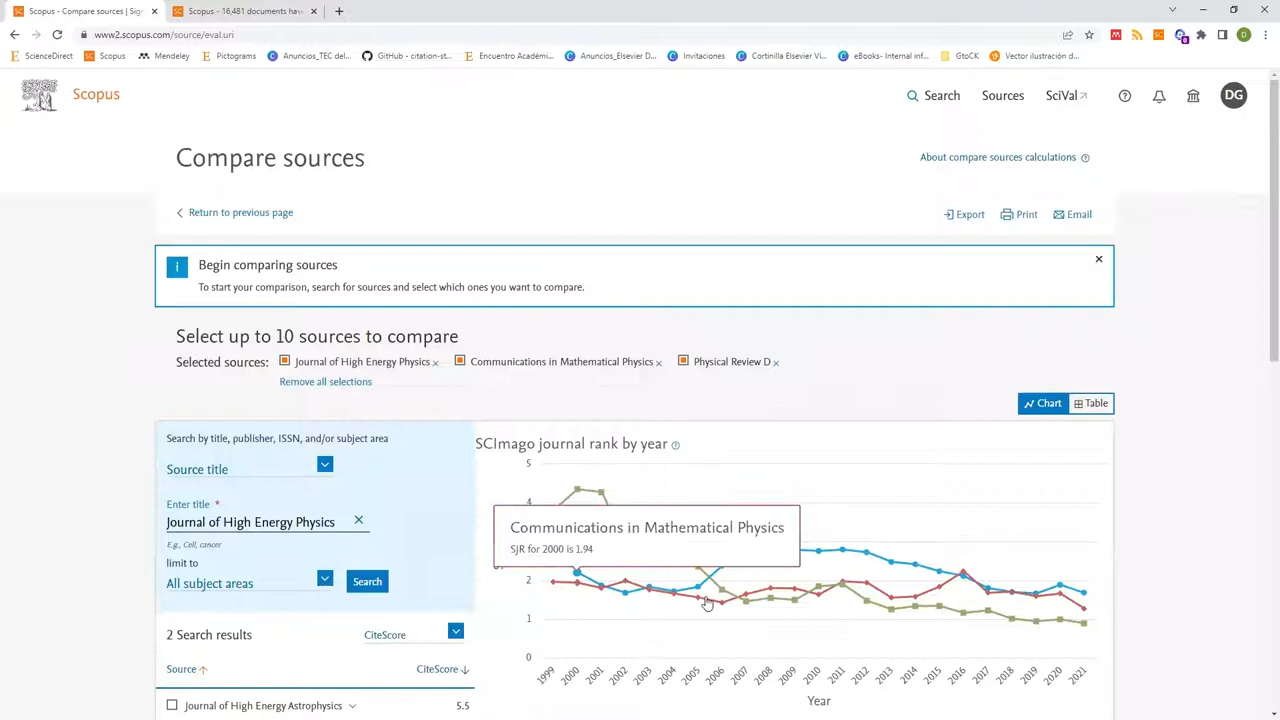 Scopus - Compare sources | Sig
Scopus - 16,481 documents hav
www2.scopus.com/source/eval.uri
ScienceDirect Scopus Mendeley Pictograms Anuncios_TEC del... GitHub - citation-st... Encuentro Académi... Anuncios_Elsevier D... Invitaciones Cortinilla Elsevier Vi... eBooks- Internal inf... GtoCK Vector ilustración d...
Scopus
Search Sources SciVal DG
Compare sources
About compare sources calculations
Return to previous page
Export Print Email
Begin comparing sources
To start your comparison, search for sources and select which ones you want to compare.
Select up to 10 sources to compare
Selected sources: Journal of High Energy Physics Communications in Mathematical Physics Physical Review D
Remove all selections
Chart Table
Search by title, publisher, ISSN, and/or subject area
Source title
Enter title *
Journal of High Energy Physics
E.g., Cell, cancer
limit to
All subject areas
Search
2 Search results
CiteScore
Source
CiteScore
Journal of High Energy Astrophysics 5.5
SCImago journal rank by year
5
4
Communications in Mathematical Physics
SJR for 2000 is 1.94
2
1
0
1999 2000 2001 2002 2003 2004 2005 2006 2007 2008 2009 2010 2011 2012 2013 2014 2015 2016 2017 2018 2019 2020 2021
Year